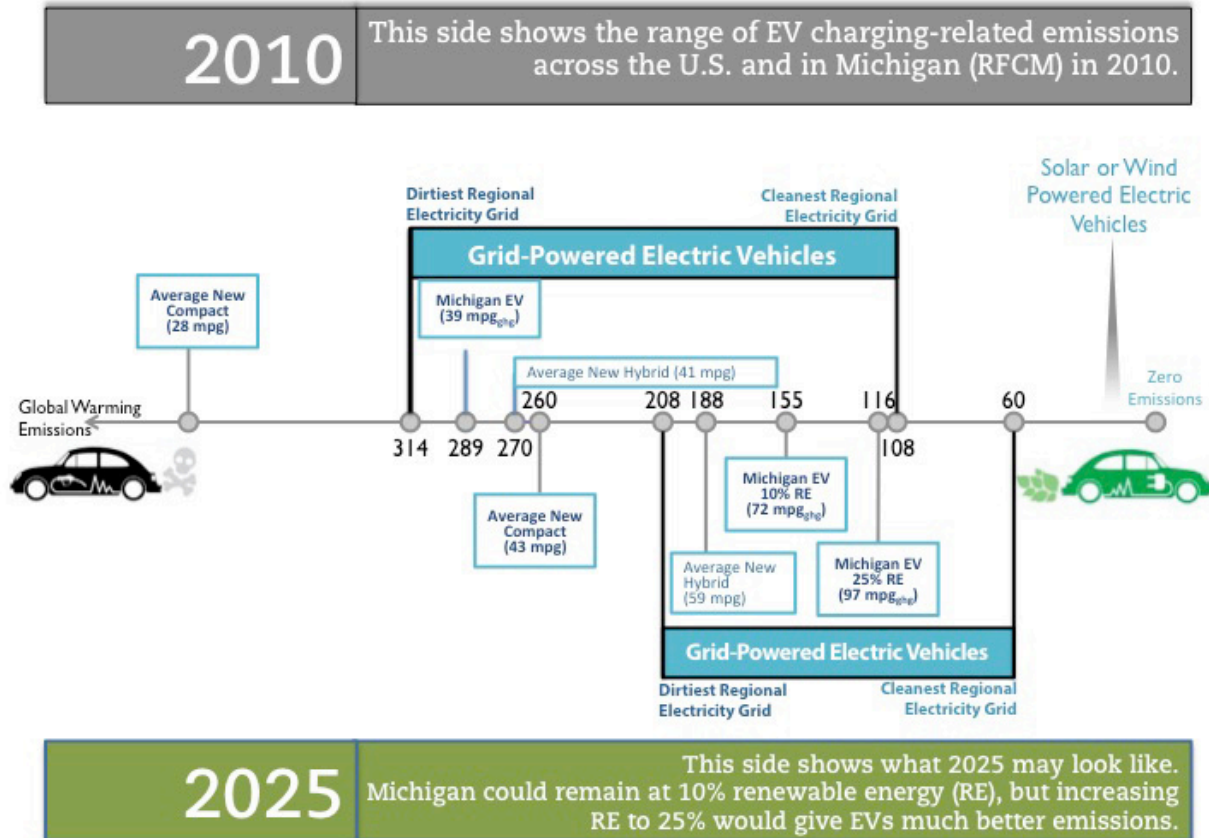 2010
This side shows the range of EV charging-related emissions
across the U.S. and in Michigan (RFCM) in 2010.
Solar or Wind
Powered Electric
Vehicles
Dirtiest Regional
Electricity Grid
Cleanest Regional
Electricity Grid
Grid-Powered Electric Vehicles
Average New
Compact
(28 mpg)
Michigan EV
(39 mpgghg)
Average New Hybrid (41 mpg)
Zero
Emissions
Global Warming
Emissions
260
208
188
155
116
60
314
289
270
108
Average New
Compact
(43 mpg)
Michigan EV
10% RE
(72 mpgghg)
Average New
Hybrid
(59 mpg)
Michigan EV
25% RE
(97 mpgghg)
Grid-Powered Electric Vehicles
Dirtiest Regional
Electricity Grid
Cleanest Regional
Electricity Grid
2025
This side shows what 2025 may look like.
Michigan could remain at 10% renewable energy (RE), but increasing
RE to 25% would give EVs much better emissions.